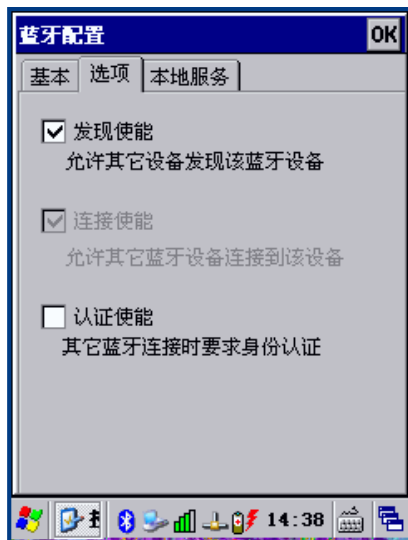 蓝牙配置 OK
基本 选项 本地服务
发现使能
允许其它设备发现该蓝牙设备
连接使能
允许其它蓝牙设备连接到该设备
认证使能
其它蓝牙连接时要求身份认证
14:38